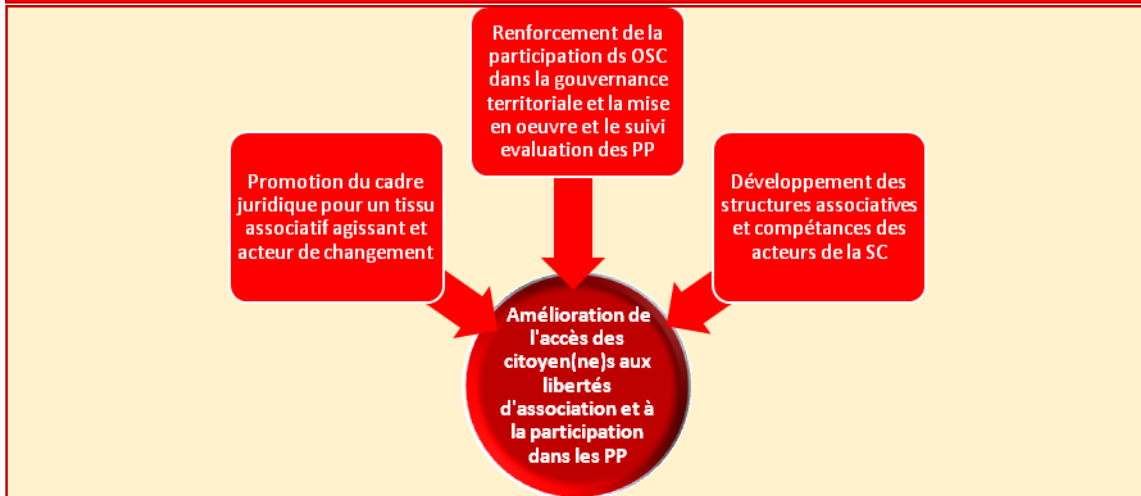 Renforcement de la
participation ds OSC
dans la gouvernance
territoriale et la mise
en oeuvre et le suivi
evaluation des PP
Promotion du cadre
juridique pour un tissu
associatif agissant et
acteur de changement
Développement des
structures associatives
et compétances des
acteurs de la SC
Amélioration de
l'accès des
citoyen(ne)s aux
libertés
d'association et à
la participation
dans les PP